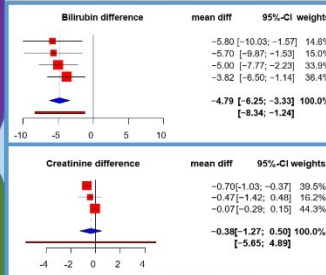 Bilirubin difference mean diff 95%-CI weights
−5.80 [−10.03; −1.57] 14.6%
−5.70 [−9.87; −1.53] 15.0%
−5.00 [−7.77; −2.23] 33.9%
−3.82 [−6.50; −1.14] 36.4%
−4.79 [−6.25; −3.33] 100.0%
[−8.34; −1.24]
-10 -5 0 5 10
Creatinine difference mean diff 95%-CI weights
−0.70[−1.03; −0.37] 39.5%
−0.47[−1.42; 0.48] 16.2%
−0.07[−0.29; 0.15] 44.3%
−0.38[−1.27; 0.50] 100.0%
[−5.65; 4.89]
-4 -2 0 2 4